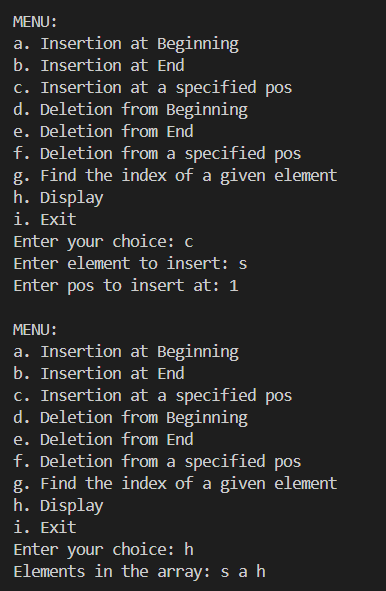 MENU:
a. Insertion at Beginning
b. Insertion at End
c. Insertion at a specified pos
d. Deletion from Beginning
e. Deletion from End
f. Deletion from a specified pos
g. Find the index of a given element
h. Display
i. Exit
Enter your choice: c
Enter element to insert: s
Enter pos to insert at: 1

MENU:
a. Insertion at Beginning
b. Insertion at End
c. Insertion at a specified pos
d. Deletion from Beginning
e. Deletion from End
f. Deletion from a specified pos
g. Find the index of a given element
h. Display
i. Exit
Enter your choice: h
Elements in the array: s a h